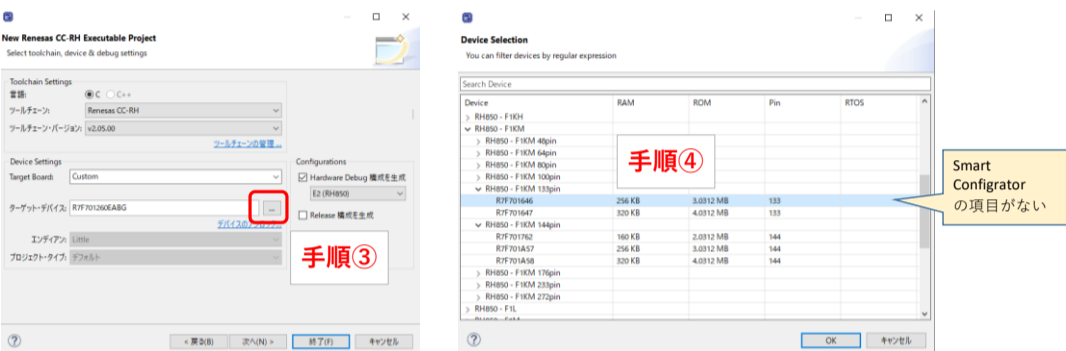 New Renesas CC-RH Executable Project
Select toolchain, device & debug settings
Toolchain Settings
言語:
C
C++
ツールチェーン:
Renesas CC-RH
ツールチェーン・バージョン:
v2.05.00
ツールチェーンの管理...
Device Settings
Target Board:
Custom
ターゲット・デバイス:
R7F701260EABG
...
エンディアン:
Little
プロジェクト・タイプ:
デフォルト
Configurations
Hardware Debug 構成を生成
E2 (RH850)
Release 構成を生成
手順③
?
< 戻る(B)
次へ(N) >
終了(F)
キャンセル
Device Selection
You can filter devices by regular expression
Search Device
Device RAM ROM Pin RTOS
RH850 - F1KH
RH850 - F1KM
RH850 - F1KM 48pin
RH850 - F1KM 64pin
RH850 - F1KM 80pin
RH850 - F1KM 100pin
RH850 - F1KM 133pin
R7F701646 256 KB 3.0312 MB 133
R7F701647 320 KB 4.0312 MB 133
RH850 - F1KM 144pin
R7F701762 160 KB 2.0312 MB 144
R7F701A57 256 KB 3.0312 MB 144
R7F701A58 320 KB 4.0312 MB 144
RH850 - F1KM 176pin
RH850 - F1KM 233pin
RH850 - F1KM 272pin
RH850 - F1L
手順④
?
OK
キャンセル
Smart
Configrator
の項目がない